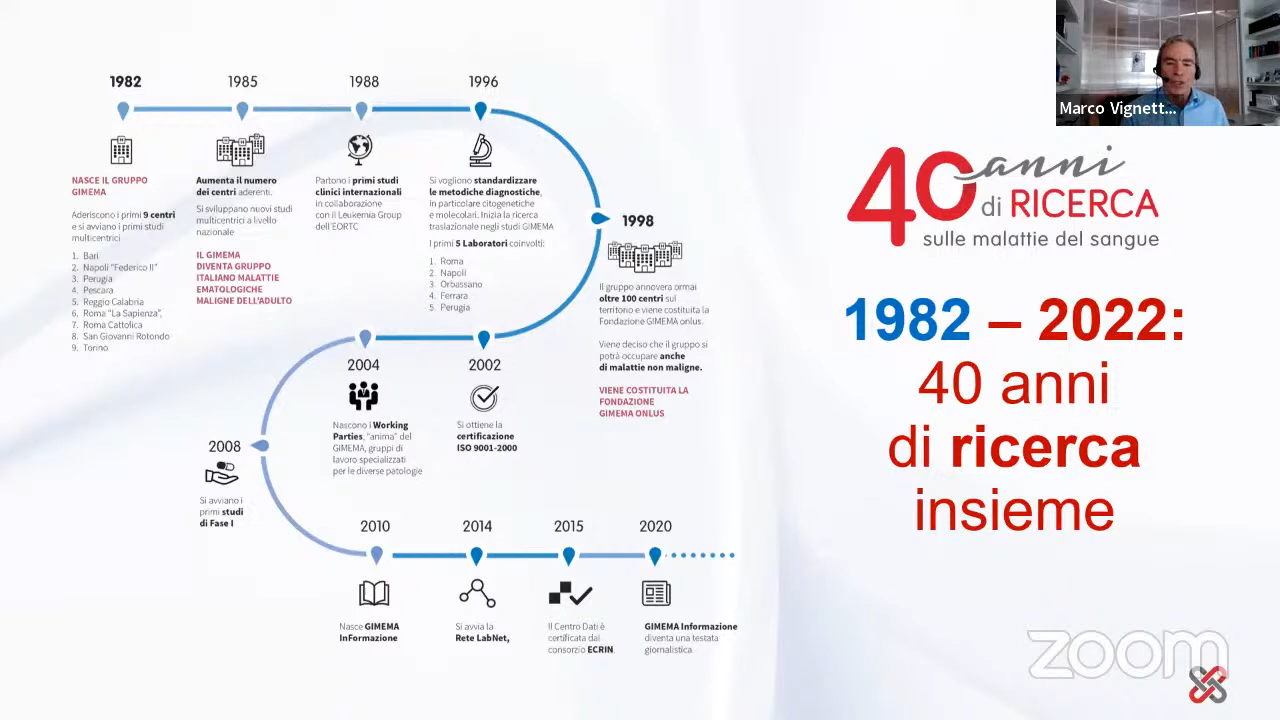 Marco Vignett...
40 anni
di RICERCA
sulle malattie del sangue
1982 – 2022:
40 anni
di ricerca
insieme
1982
NASCE IL GRUPPO
GIMEMA
Aderiscono i primi 9 centri
e si avviano i primi studi
multicentrici
1. Bari
2. Napoli "Federico II"
3. Perugia
4. Pescara
5. Reggio Calabria
6. Roma "La Sapienza",
7. Roma Cattolica
8. San Giovanni Rotondo
9. Torino
1985
Aumenta il numero
dei centri aderenti.
Si sviluppano nuovi studi
multicentrici a livello
nazionale
IL GIMEMA
DIVENTA GRUPPO
ITALIANO MALATTIE
EMATOLOGICHE
MALIGNE DELL'ADULTO
1988
Partono i primi studi
clinici internazionali
in collaborazione
con il Leukemia Group
dell'EORTC
1996
Si vogliono standardizzare
le metodiche diagnostiche,
in particolare citogenetiche
e molecolari. Inizia la ricerca
traslazionale negli studi GIMEMA
I primi 5 Laboratori coinvolti:
1. Roma
2. Napoli
3. Orbassano
4. Ferrara
5. Perugia
1998
Il gruppo annovera ormai
oltre 100 centri sul
territorio e viene costituita la
Fondazione GIMEMA onlus.
Viene deciso che il gruppo si
potrà occupare anche
di malattie non maligne.
VIENE COSTITUITA LA
FONDAZIONE
GIMEMA ONLUS
2002
Si ottiene la
certificazione
ISO 9001-2000
2004
Nascono i Working
Parties, "anima" del
GIMEMA, gruppi di
lavoro specializzati
per le diverse patologie
2008
Si avviano i
primi studi
di Fase I
2010
Nasce GIMEMA
InFormazione
2014
Si avvia la
Rete LabNet,
2015
Il Centro Dati è
certificata dal
consorzio ECRIN.
2020
GIMEMA Informazione
diventa una testata
giornalistica.
zoom